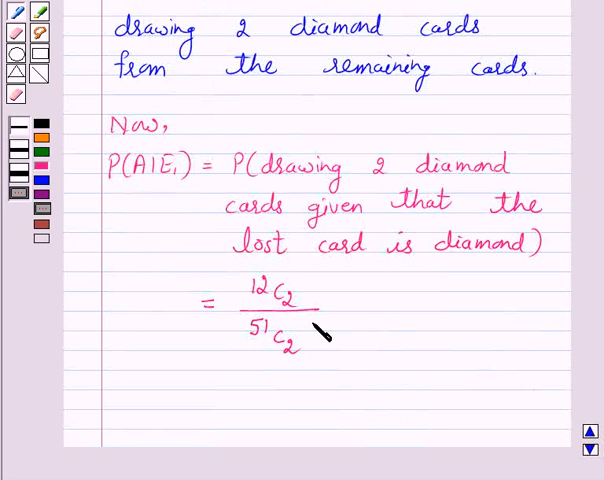 drawing 2 diamond cards
from the remaining cards.
Now,
P(A|E₁) = P(drawing 2 diamond
cards given that the
lost card is diamond)
= ¹²C₂
⁵¹C₂